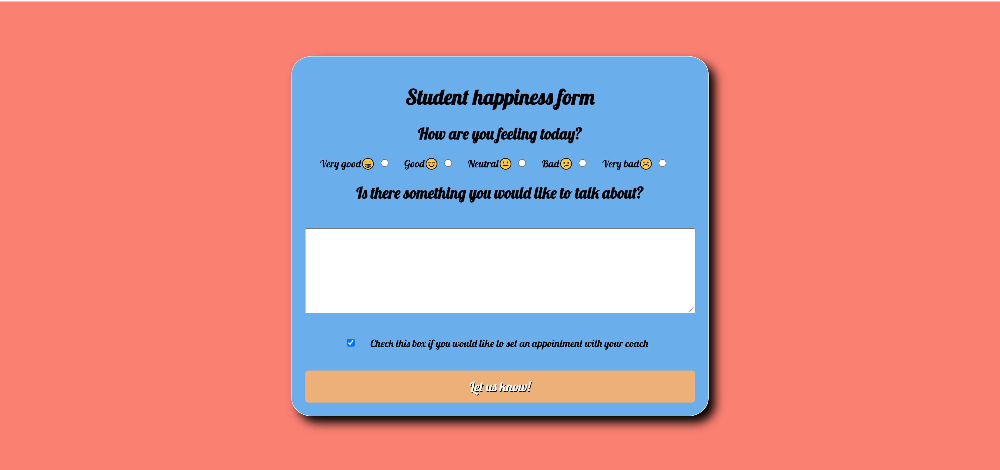 Student happiness form
How are you feeling today?
Very good😁 Good😊 Neutral😐 Bad🫤 Very bad☹️
Is there something you would like to talk about?
Check this box if you would like to set an appointment with your coach
Let us know!